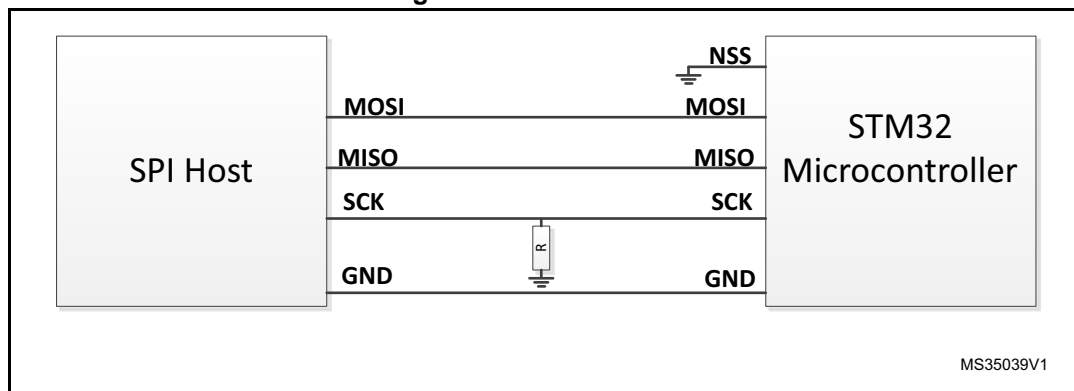 NSS
MOSI
MOSI
SPI Host
STM32
Microcontroller
MISO
MISO
SCK
SCK
R
GND
GND
MS35039V1